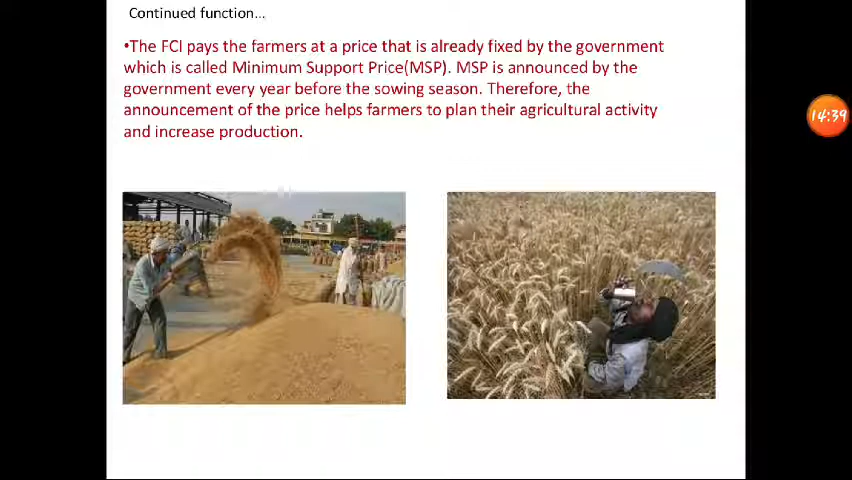 Continued function...
•The FCI pays the farmers at a price that is already fixed by the government
which is called Minimum Support Price(MSP). MSP is announced by the
government every year before the sowing season. Therefore, the
announcement of the price helps farmers to plan their agricultural activity
and increase production.
14:39